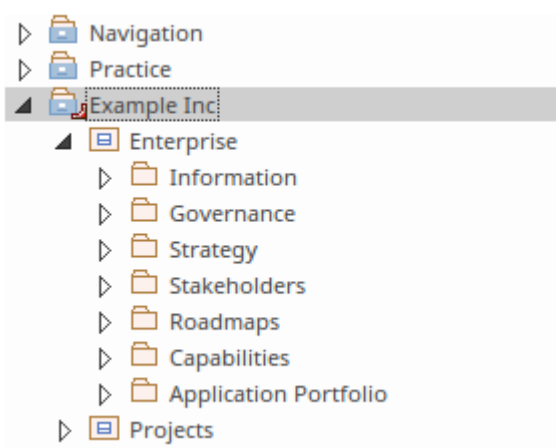 Navigation
Practice
Example Inc
Enterprise
Information
Governance
Strategy
Stakeholders
Roadmaps
Capabilities
Application Portfolio
Projects